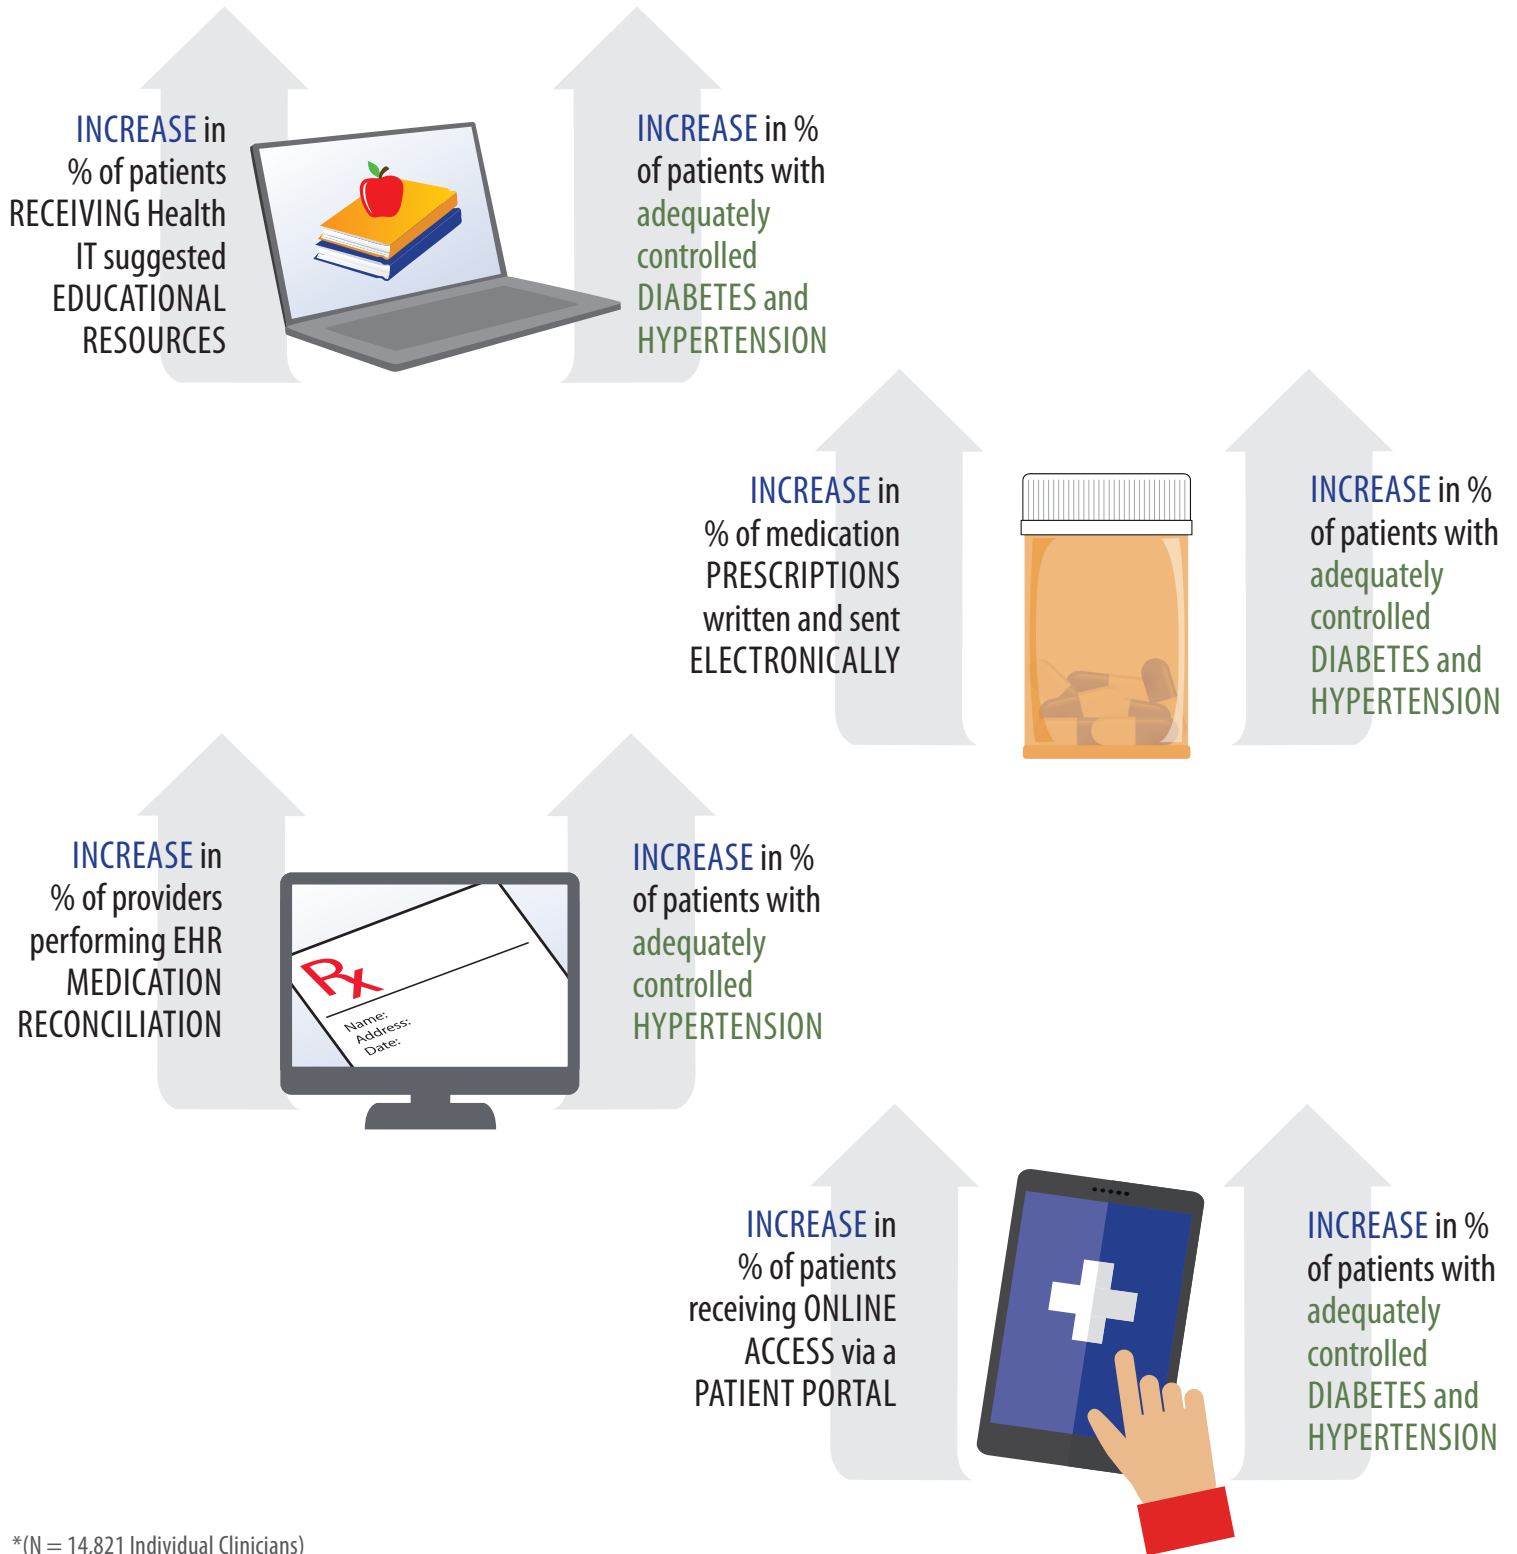 INCREASE in
% of patients
RECEIVING Health
IT suggested
EDUCATIONAL
RESOURCES
INCREASE in %
of patients with
adequately
controlled
DIABETES and
HYPERTENSION
INCREASE in
% of medication
PRESCRIPTIONS
written and sent
ELECTRONICALLY
INCREASE in %
of patients with
adequately
controlled
DIABETES and
HYPERTENSION
INCREASE in
% of providers
performing EHR
MEDICATION
RECONCILIATION
Rx
Name:
Address:
Date:
INCREASE in %
of patients with
adequately
controlled
HYPERTENSION
INCREASE in
% of patients
receiving ONLINE
ACCESS via a
PATIENT PORTAL
INCREASE in %
of patients with
adequately
controlled
DIABETES and
HYPERTENSION
*(N = 14,821 Individual Clinicians)